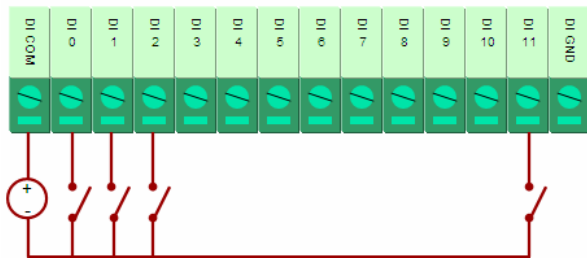 DI COM
DI 0
DI 1
DI 2
DI 3
DI 4
DI 5
DI 6
DI 7
DI 8
DI 9
DI 10
DI 11
DI GND
+
-